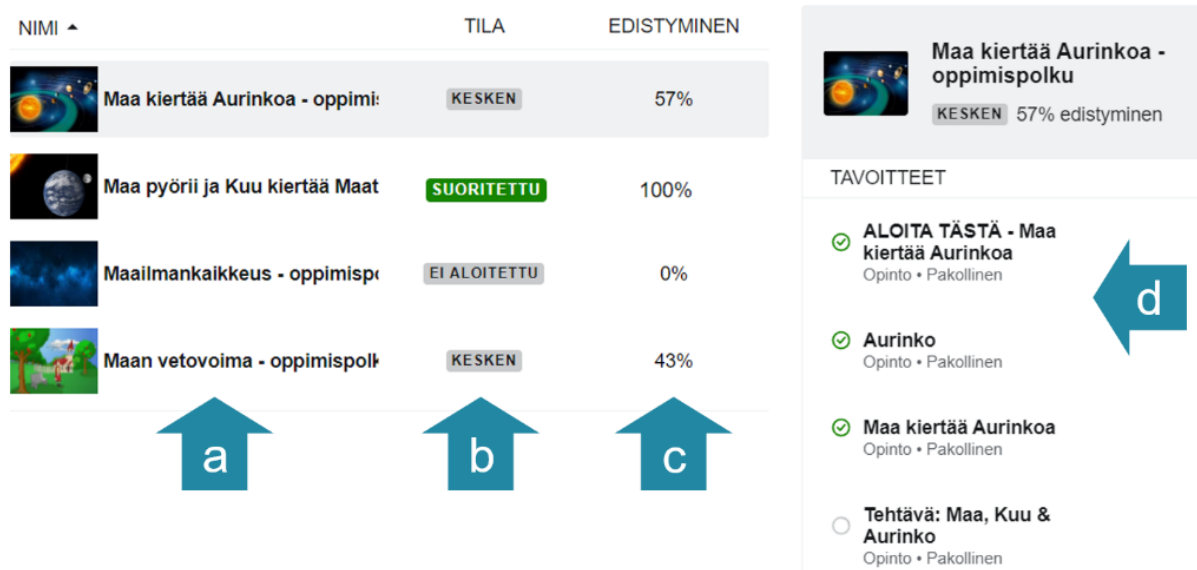 NIMI TILA EDISTYMINEN
Maa kiertää Aurinkoa - oppimis KESKEN 57%
Maa pyörii ja Kuu kiertää Maat SUORITETTU 100%
Maailmankaikkeus - oppimispo EI ALOITETTU 0%
Maan vetovoima - oppimispolk KESKEN 43%
a b c
Maa kiertää Aurinkoa -
oppimispolku
KESKEN 57% edistyminen
TAVOITTEET
ALOITA TÄSTÄ - Maa
kiertää Aurinkoa
Opinto • Pakollinen
d
Aurinko
Opinto • Pakollinen
Maa kiertää Aurinkoa
Opinto • Pakollinen
Tehtävä: Maa, Kuu &
Aurinko
Opinto • Pakollinen